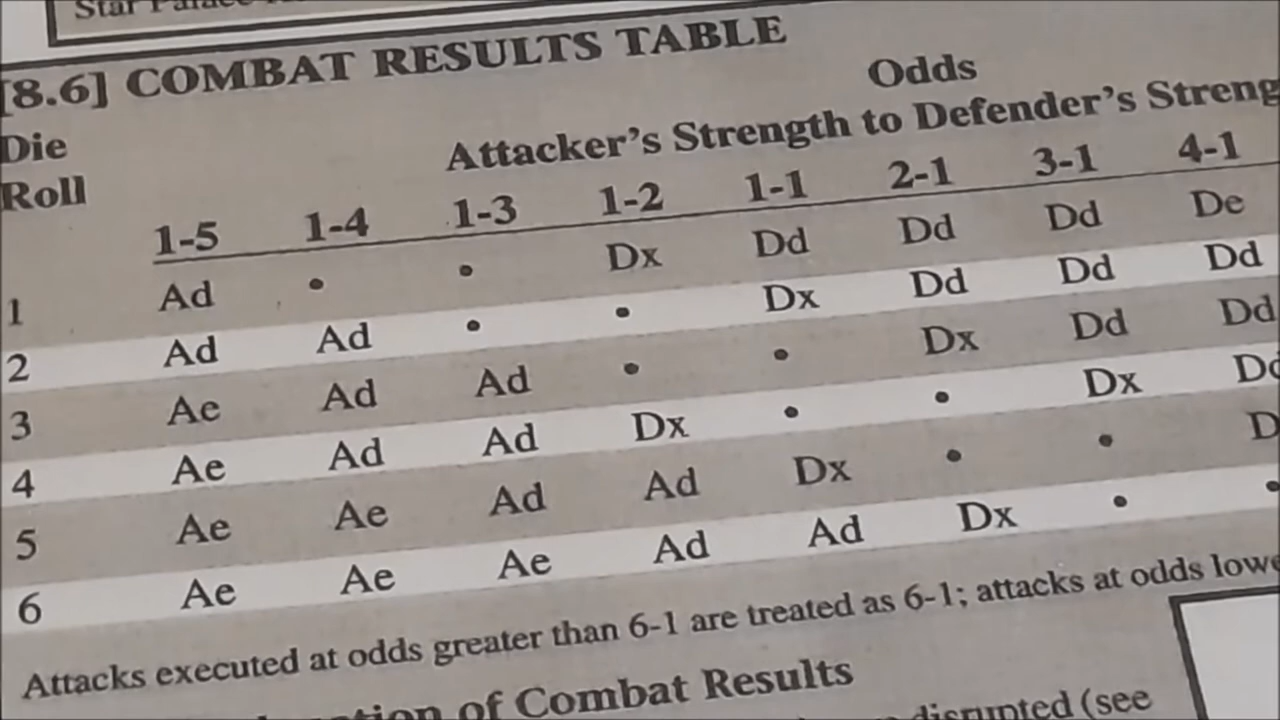 Star
[8.6] COMBAT RESULTS TABLE
Odds
Die Attacker's Strength to Defender's Streng
Roll
1-5 1-4 1-3 1-2 1-1 2-1 3-1 4-1
1 Ad • • Dx Dd Dd Dd De
2 Ad Ad • • Dx Dd Dd Dd
3 Ae Ad Ad • • Dx Dd Dd
4 Ae Ad Ad Dx • • Dx
5 Ae Ae Ad Ad Dx • • D
6 Ae Ae Ae Ad Ad Dx • •
Attacks executed at odds greater than 6-1 are treated as 6-1; attacks at odds lowe
of Combat Results
disrupted (see